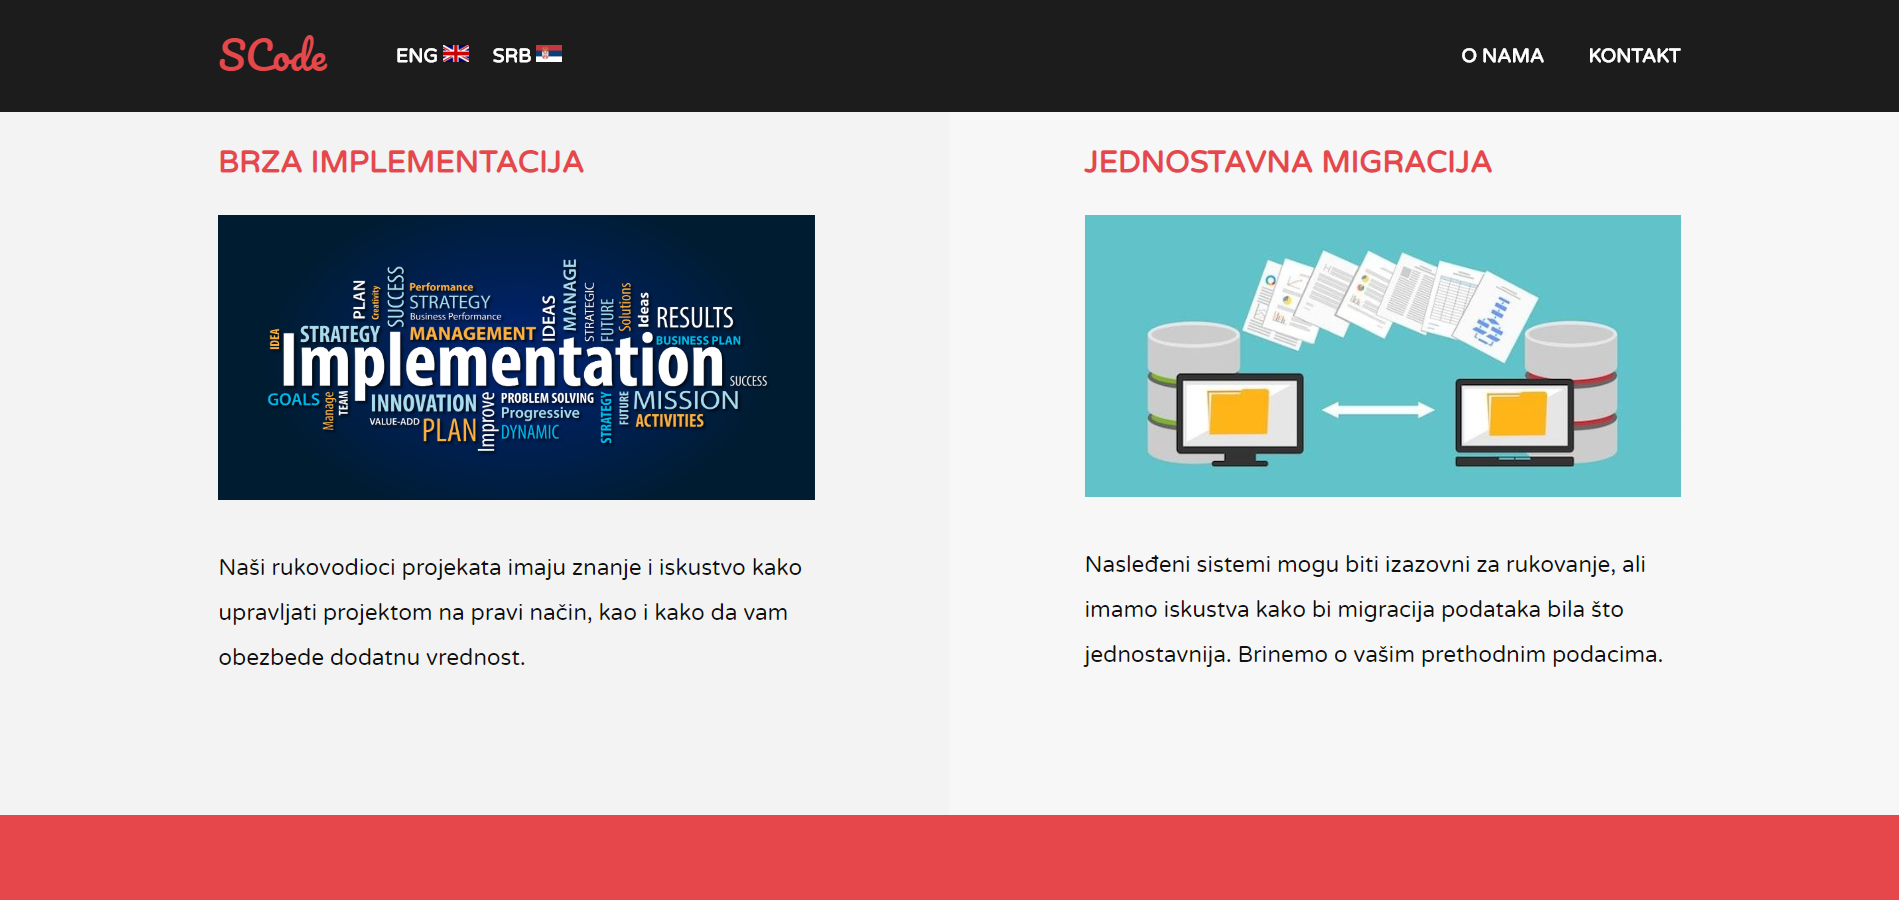 SCode
ENG
SRB
O NAMA
KONTAKT
BRZA IMPLEMENTACIJA
PLAN
Creativity
SUCCESS
Performance
STRATEGY
Business Performance
MANAGEMENT
IDEAS
MANAGE
STRATEGIC
FUTURE
Solutions
Ideas
RESULTS
BUSINESS PLAN
IDEA
STRATEGY
Implementation
SUCCESS
GOALS
Manage
TEAM
INNOVATION
VALUE-ADD
PLAN
Improve
PROBLEM SOLVING
Progressive
DYNAMIC
STRATEGY
FUTURE
MISSION
ACTIVITIES
Naši rukovodioci projekata imaju znanje i iskustvo kako
upravljati projektom na pravi način, kao i kako da vam
obezbede dodatnu vrednost.
JEDNOSTAVNA MIGRACIJA
Nasleđeni sistemi mogu biti izazovni za rukovanje, ali
imamo iskustva kako bi migracija podataka bila što
jednostavnija. Brinemo o vašim prethodnim podacima.